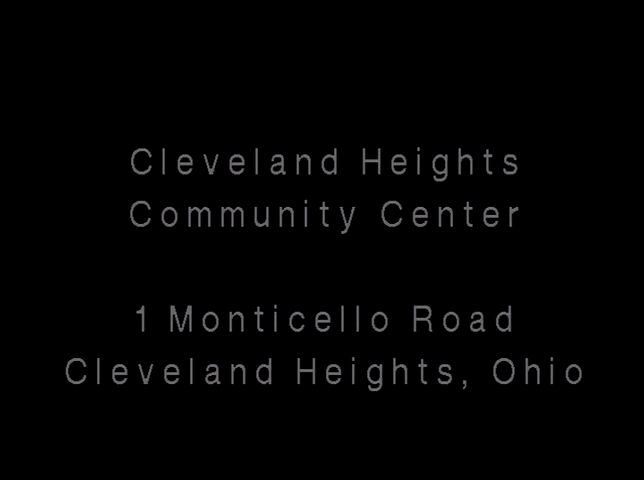 Cleveland Heights
Community Center
1 Monticello Road
Cleveland Heights, Ohio